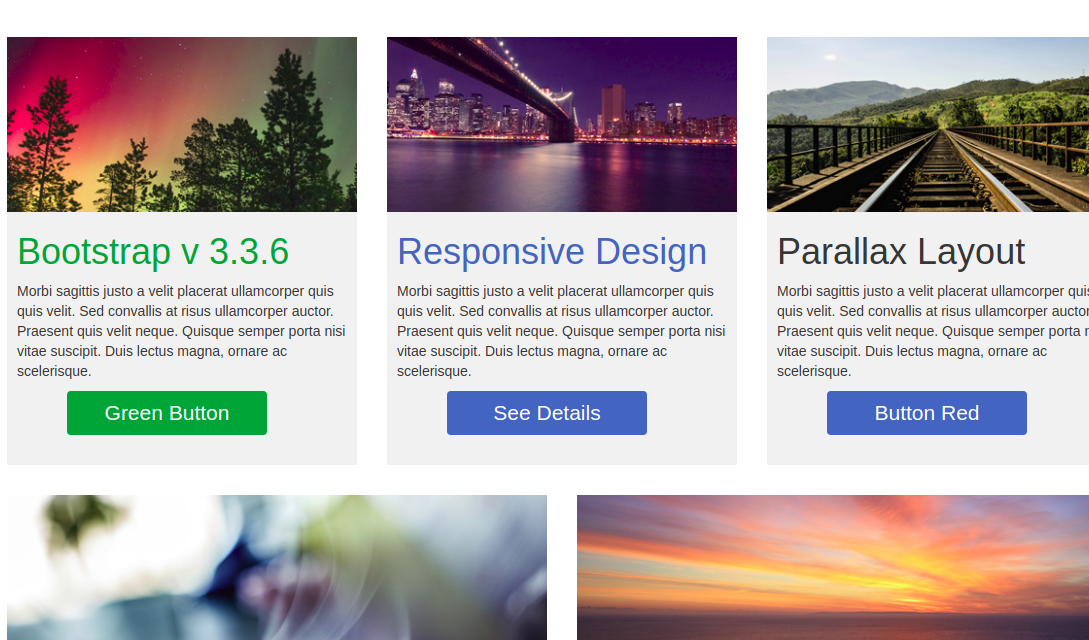 Bootstrap v 3.3.6
Morbi sagittis justo a velit placerat ullamcorper quis
quis velit. Sed convallis at risus ullamcorper auctor.
Praesent quis velit neque. Quisque semper porta nisi
vitae suscipit. Duis lectus magna, ornare ac
scelerisque.
Green Button
Responsive Design
Morbi sagittis justo a velit placerat ullamcorper quis
quis velit. Sed convallis at risus ullamcorper auctor.
Praesent quis velit neque. Quisque semper porta nisi
vitae suscipit. Duis lectus magna, ornare ac
scelerisque.
See Details
Parallax Layout
Morbi sagittis justo a velit placerat ullamcorper
quis velit. Sed convallis at risus ullamcorper
Praesent quis velit neque. Quisque semper porta
vitae suscipit. Duis lectus magna, ornare ac
scelerisque.
Button Red